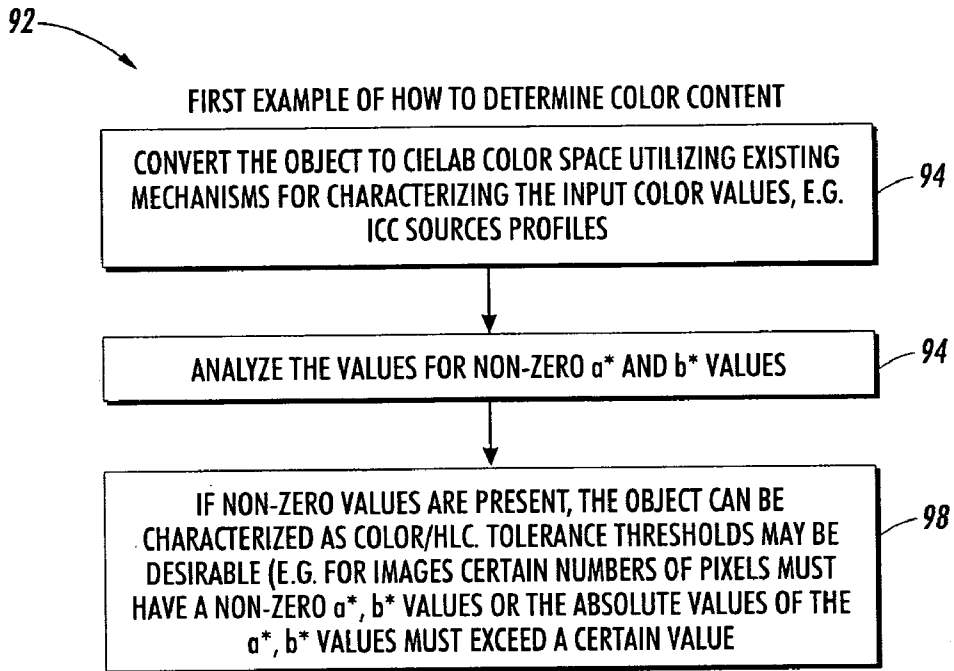 92
FIRST EXAMPLE OF HOW TO DETERMINE COLOR CONTENT
CONVERT THE OBJECT TO CIELAB COLOR SPACE UTILIZING EXISTING
MECHANISMS FOR CHARACTERIZING THE INPUT COLOR VALUES, E.G.
ICC SOURCES PROFILES
94
ANALYZE THE VALUES FOR NON-ZERO a* AND b* VALUES
94
IF NON-ZERO VALUES ARE PRESENT, THE OBJECT CAN BE
CHARACTERIZED AS COLOR/HLC. TOLERANCE THRESHOLDS MAY BE
DESIRABLE (E.G. FOR IMAGES CERTAIN NUMBERS OF PIXELS MUST
HAVE A NON-ZERO a*, b* VALUES OR THE ABSOLUTE VALUES OF THE
a*, b* VALUES MUST EXCEED A CERTAIN VALUE
98